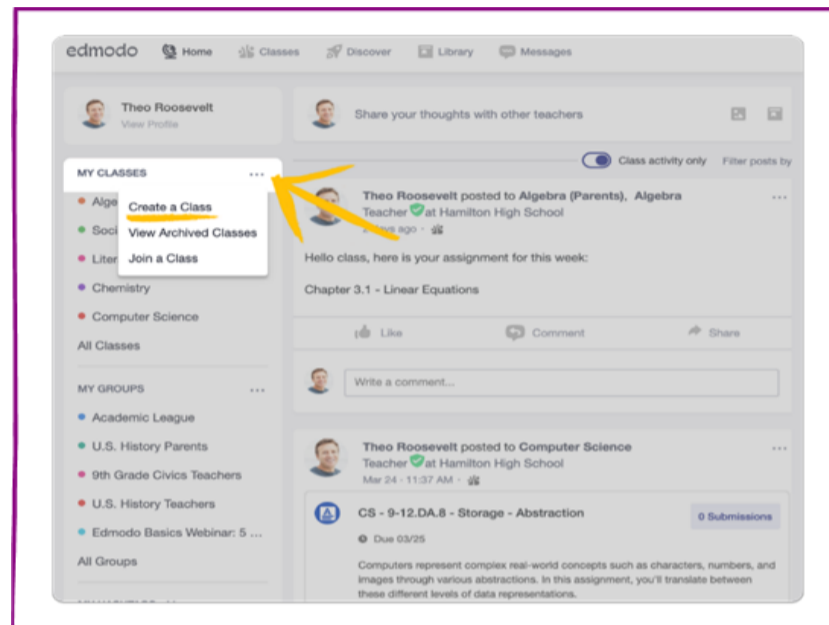 edmodo Home Classes Discover Library Messages
Theo Roosevelt
View Profile
Share your thoughts with other teachers
Class activity only Filter posts by
MY CLASSES ...
Alge
Create a Class
Soci
View Archived Classes
Liter
Join a Class
Chemistry
Computer Science
All Classes
MY GROUPS ...
Academic League
U.S. History Parents
9th Grade Civics Teachers
U.S. History Teachers
Edmodo Basics Webinar: 5 ...
All Groups
Theo Roosevelt posted to Algebra (Parents), Algebra ...
Teacher at Hamilton High School
ays ago ·
Hello class, here is your assignment for this week:
Chapter 3.1 - Linear Equations
Like Comment Share
Write a comment...
Theo Roosevelt posted to Computer Science ...
Teacher at Hamilton High School
Mar 24 · 11:37 AM ·
CS - 9-12.DA.8 - Storage - Abstraction
0 Submissions
Due 03/25
Computers represent complex real-world concepts such as characters, numbers, and
images through various abstractions. In this assignment, you'll translate between
these different levels of data representations.